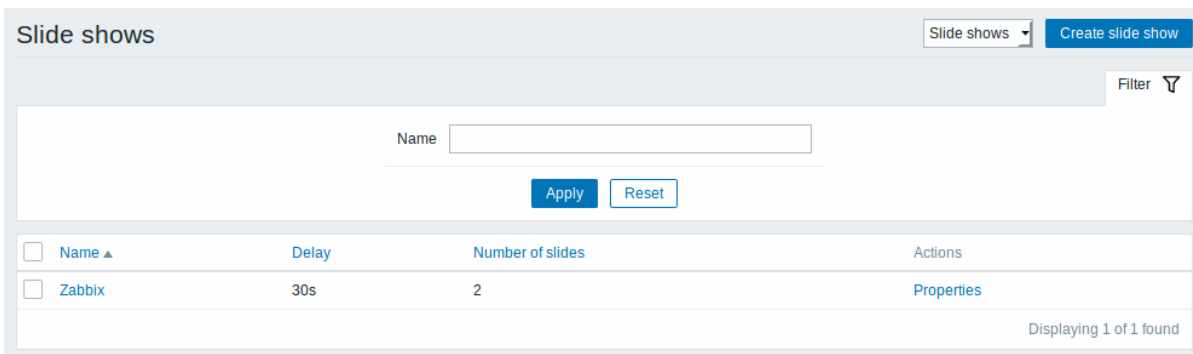 Slide shows Slide shows Create slide show
Filter
Name
Apply Reset
Name Delay Number of slides Actions
Zabbix 30s 2 Properties
Displaying 1 of 1 found